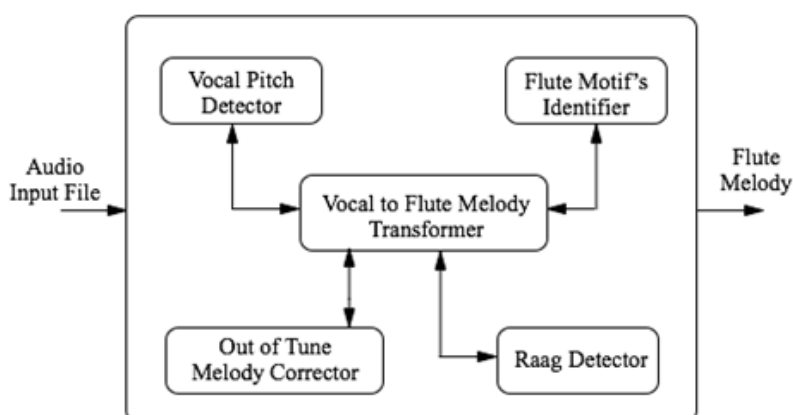 Vocal Pitch
Detector
Flute Motif's
Identifier
Audio
Input File
Flute
Melody
Vocal to Flute Melody
Transformer
Out of Tune
Melody Corrector
Raag Detector